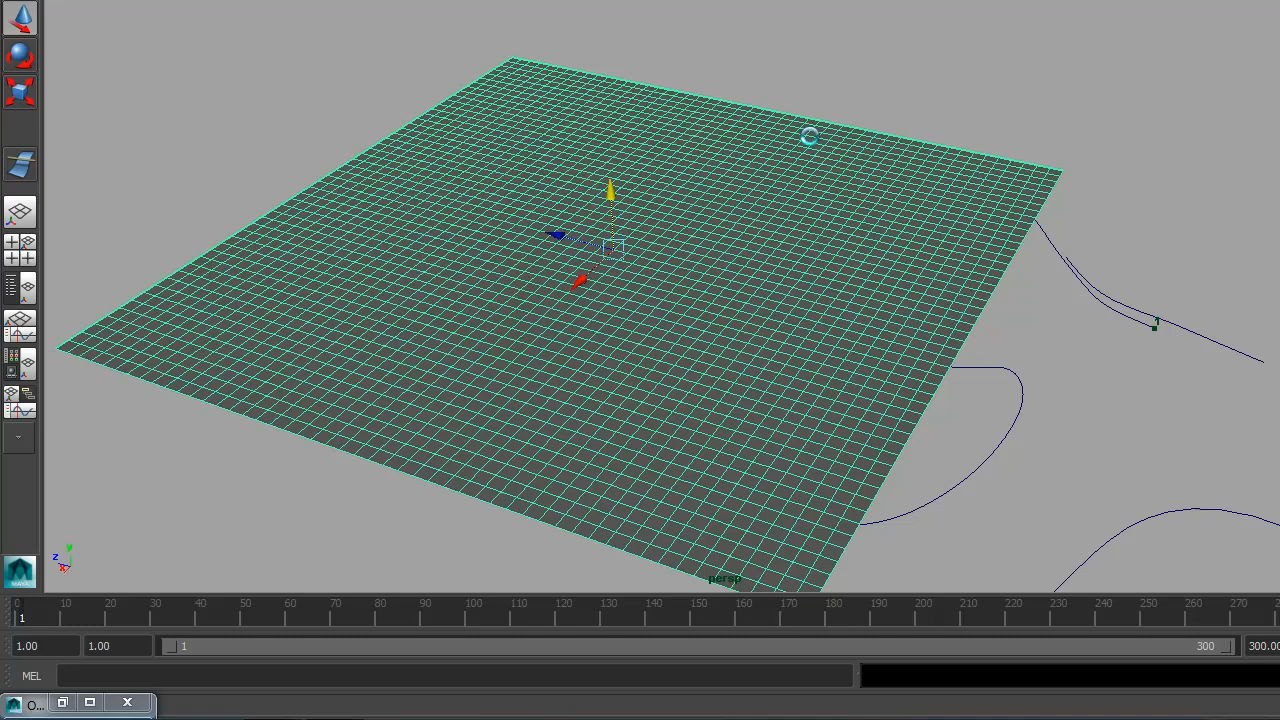 1
persp
z y x
0 10 20 30 40 50 60 70 80 90 100 110 120 130 140 150 160 170 180 190 200 210 220 230 240 250 260 270
1
1.00 1.00 1 300 300.00
MEL
O...